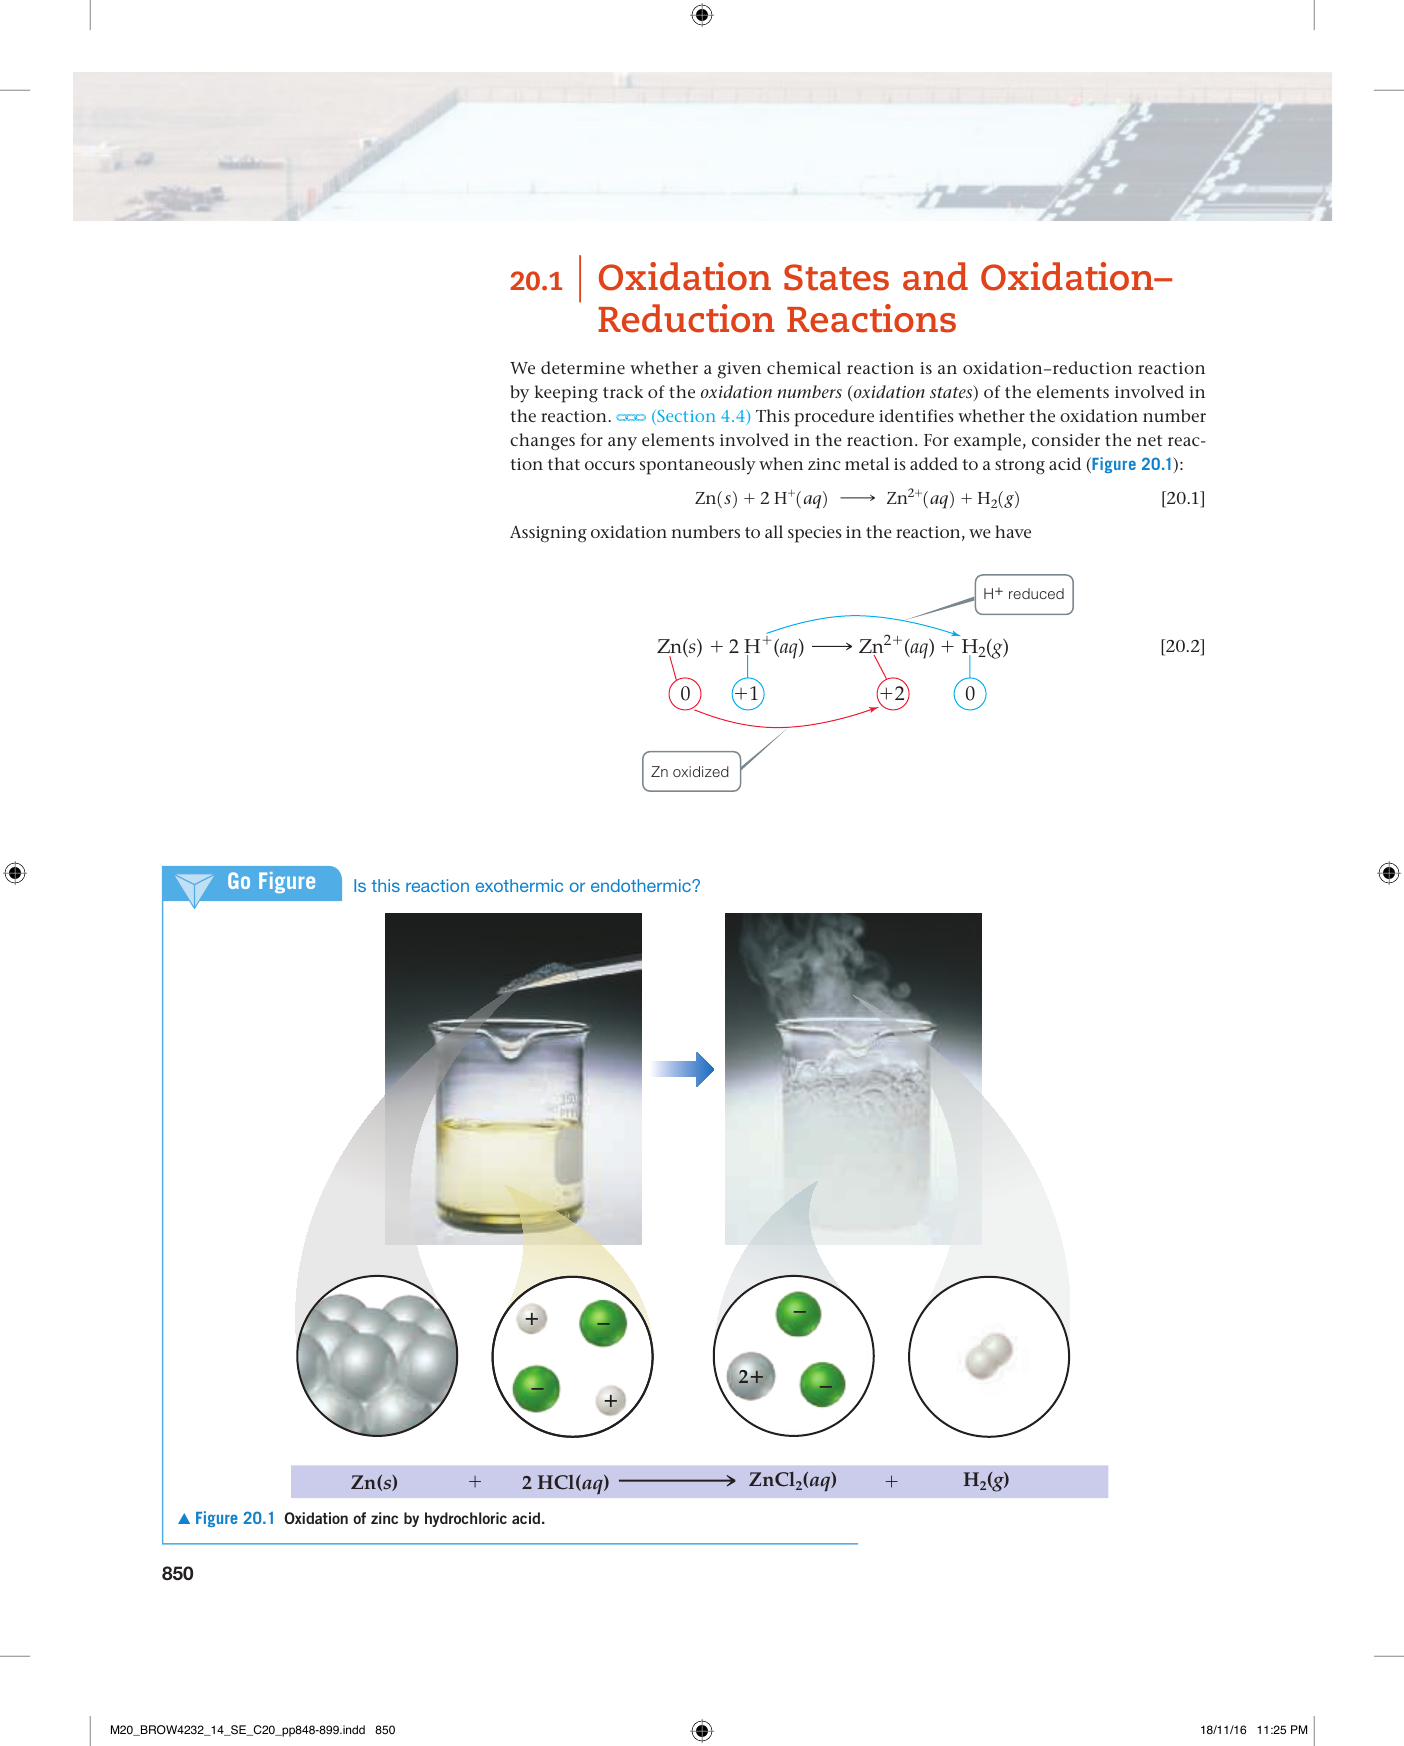 20.1 Oxidation States and Oxidation–
Reduction Reactions
We determine whether a given chemical reaction is an oxidation–reduction reaction
by keeping track of the oxidation numbers (oxidation states) of the elements involved in
the reaction. (Section 4.4) This procedure identifies whether the oxidation number
changes for any elements involved in the reaction. For example, consider the net reac-
tion that occurs spontaneously when zinc metal is added to a strong acid (Figure 20.1):
Zn(s) + 2 H⁺(aq) ⟶ Zn²⁺(aq) + H₂(g) [20.1]
Assigning oxidation numbers to all species in the reaction, we have
H⁺ reduced
Zn(s) + 2 H⁺(aq) ⟶ Zn²⁺(aq) + H₂(g) [20.2]
0 +1 +2 0
Zn oxidized
Go Figure Is this reaction exothermic or endothermic?
+ − − +
− 2+ −
Zn(s) + 2 HCl(aq) ⟶ ZnCl₂(aq) + H₂(g)
▲ Figure 20.1 Oxidation of zinc by hydrochloric acid.
850
M20_BROW4232_14_SE_C20_pp848-899.indd 850 18/11/16 11:25 PM